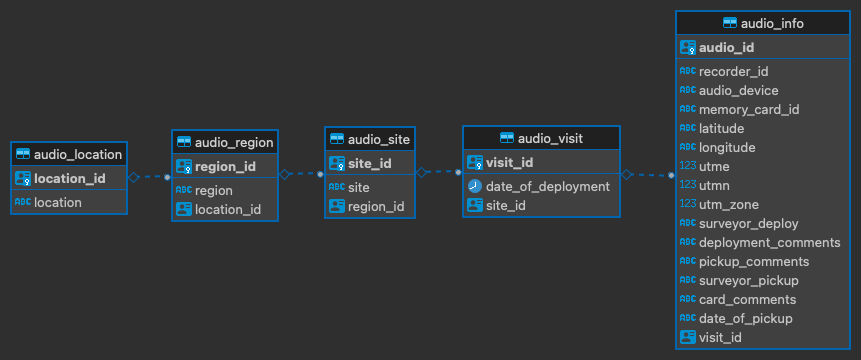 audio_location
location_id
ABC location
audio_region
region_id
ABC region
location_id
audio_site
site_id
ABC site
region_id
audio_visit
visit_id
date_of_deployment
site_id
audio_info
audio_id
ABC recorder_id
ABC audio_device
ABC memory_card_id
ABC latitude
ABC longitude
123 utme
123 utmn
123 utm_zone
ABC surveyor_deploy
ABC deployment_comments
ABC pickup_comments
ABC surveyor_pickup
ABC card_comments
ABC date_of_pickup
visit_id